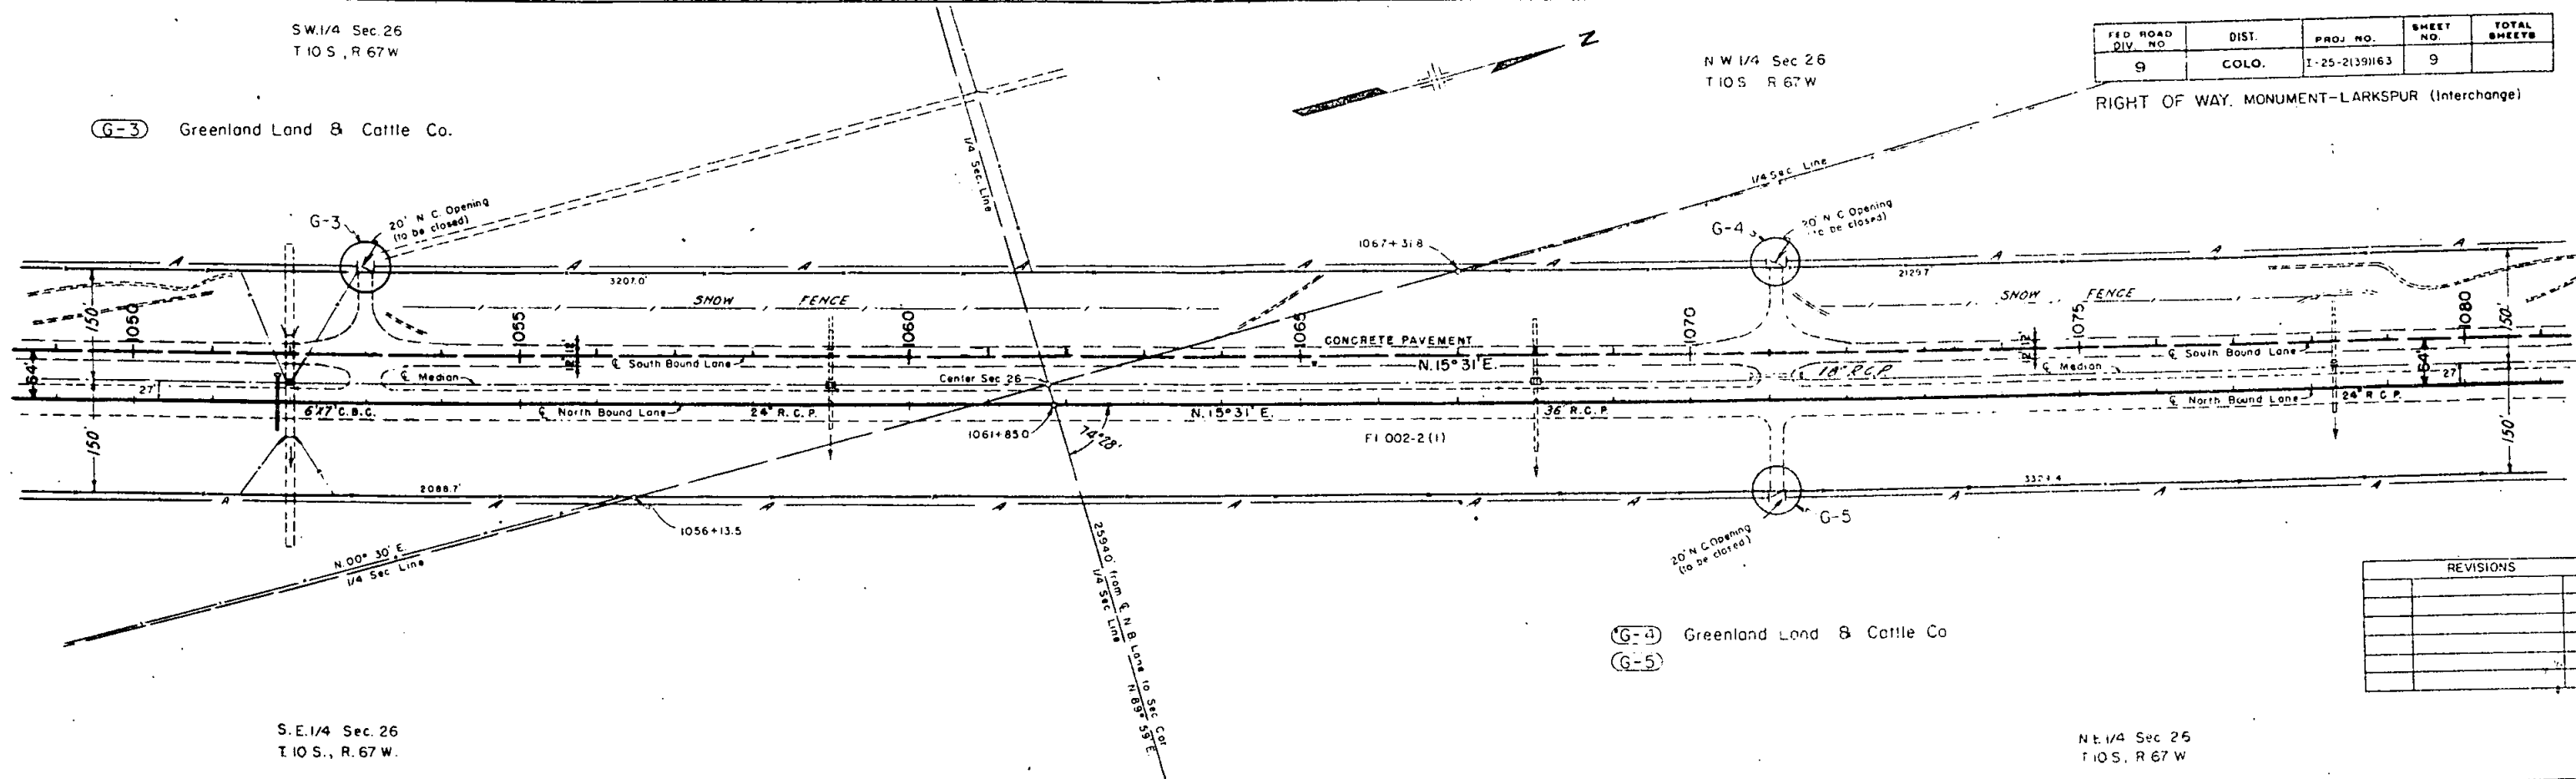 S.W.1/4 Sec. 26
T 10 S , R 67 W
N W 1/4 Sec 26
T 10 S R 67 W
FED ROAD DIV. NO
DIST.
PROJ NO.
SHEET NO.
TOTAL SHEETS
9
COLO.
I-25-2(39)163
9
RIGHT OF WAY. MONUMENT-LARKSPUR (Interchange)
G-3 Greenland Land & Cattle Co.
Z
1/4 Sec. Line
1/4 Sec Line
G-3
20' N C. Opening
(to be closed)
G-4
20' N C Opening
(to be closed)
1067+31.8
A A A A A A A A A
3207.0'
2129.7
SNOW FENCE
SNOW FENCE
150'
1050
1055
1060
1065
1070
1075
1080
150'
CONCRETE PAVEMENT
12' 12'
12' 12'
℄ South Bound Lane
N. 15° 31' E.
℄ South Bound Lane
54'
27'
℄ Median
Center Sec 26
18" R.C.P.
℄ Median
27
54'
6'x7' C.B.C.
℄ North Bound Lane
24" R.C.P.
N. 15° 31' E.
36" R.C.P.
℄ North Bound Lane
24" R.C.P.
150'
1061+85.0
74°28'
F1 002-2 (1)
150'
2088.7'
A A A A A A A A A
1056+13.5
G-5
20' N C Opening
(to be closed)
N. 00° 30' E.
1/4 Sec Line
2594.0' from ℄ N. B Lane to Sec Cor
1/4 Sec Line
N 89° 59' E.
REVISIONS
G-4 Greenland Land & Cattle Co
G-5
S. E. 1/4 Sec. 26
T. 10 S., R. 67 W.
N E. 1/4 Sec 26
T 10 S, R 67 W